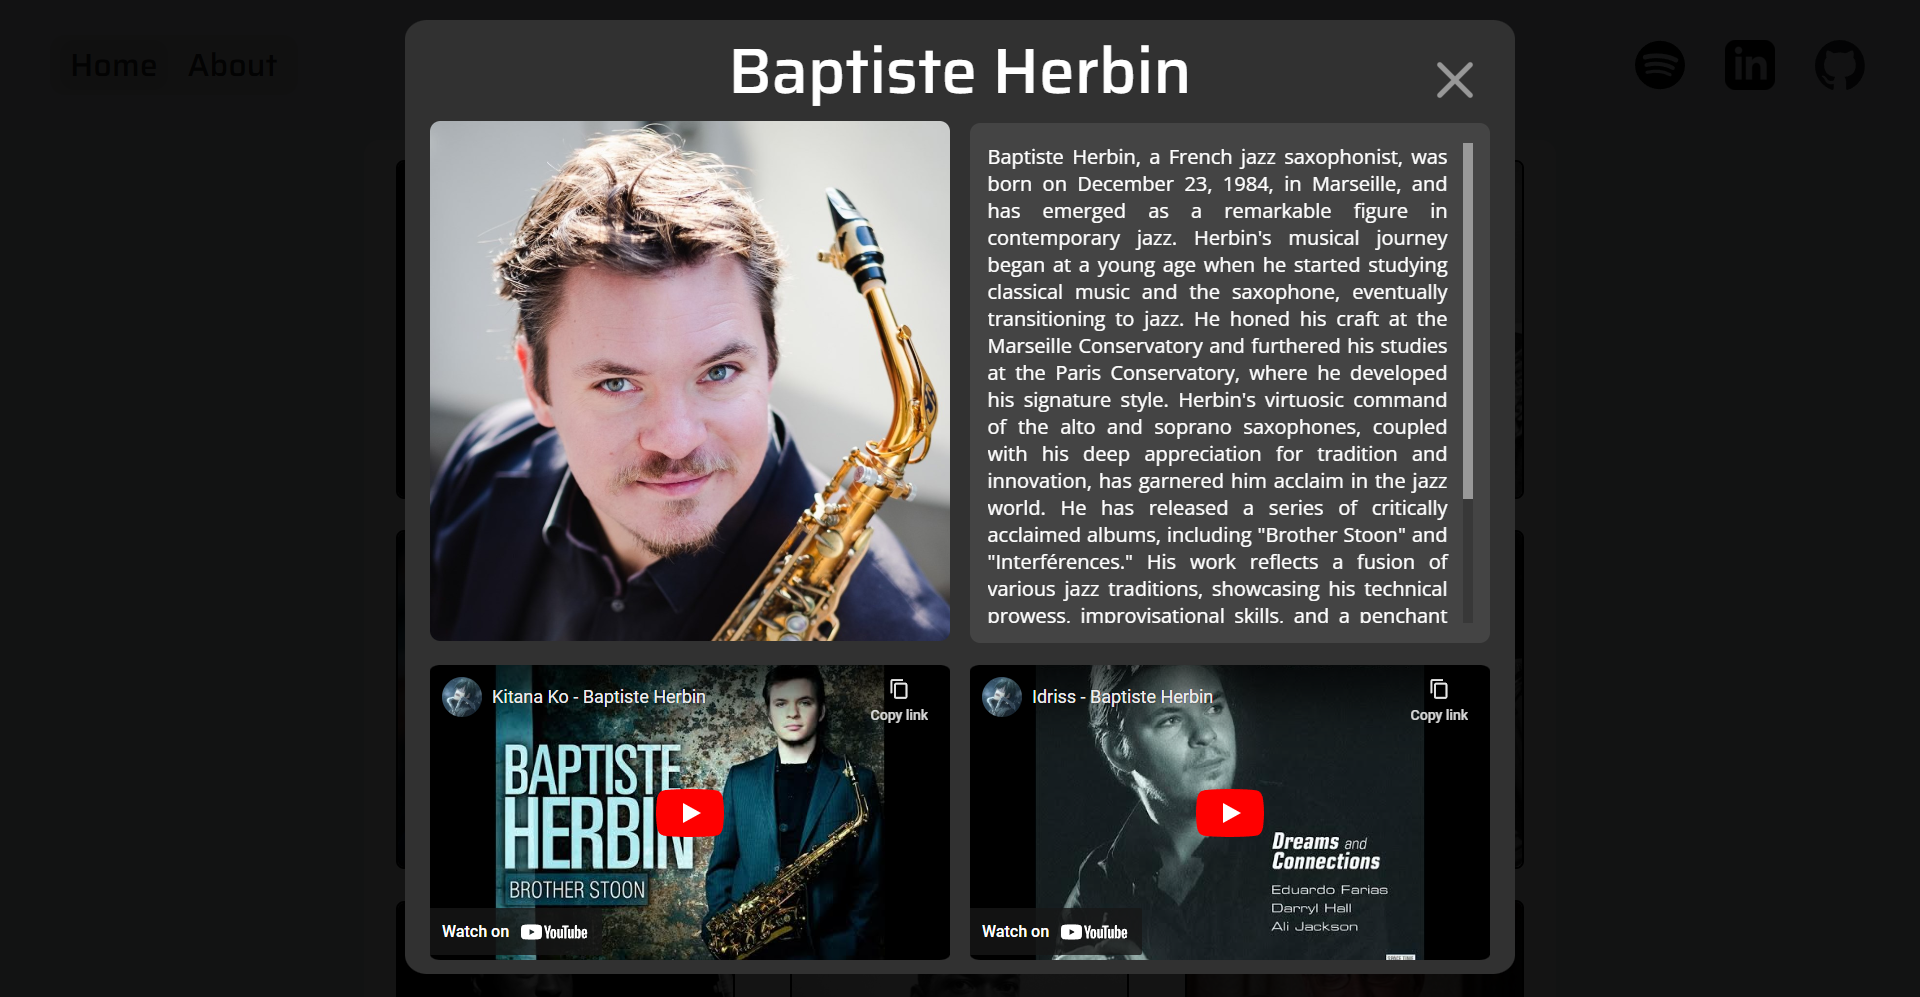 Home About
Baptiste Herbin
Baptiste Herbin, a French jazz saxophonist, was
born on December 23, 1984, in Marseille, and
has emerged as a remarkable figure in
contemporary jazz. Herbin's musical journey
began at a young age when he started studying
classical music and the saxophone, eventually
transitioning to jazz. He honed his craft at the
Marseille Conservatory and furthered his studies
at the Paris Conservatory, where he developed
his signature style. Herbin's virtuosic command
of the alto and soprano saxophones, coupled
with his deep appreciation for tradition and
innovation, has garnered him acclaim in the jazz
world. He has released a series of critically
acclaimed albums, including "Brother Stoon" and
"Interférences." His work reflects a fusion of
various jazz traditions, showcasing his technical
prowess, improvisational skills, and a penchant
Kitana Ko - Baptiste Herbin
Copy link
BAPTISTE
HERBIN
BROTHER STOON
Watch on YouTube
Idriss - Baptiste Herbin
Copy link
Dreams and
Connections
Eduardo Farias
Darryl Hall
Ali Jackson
Watch on YouTube